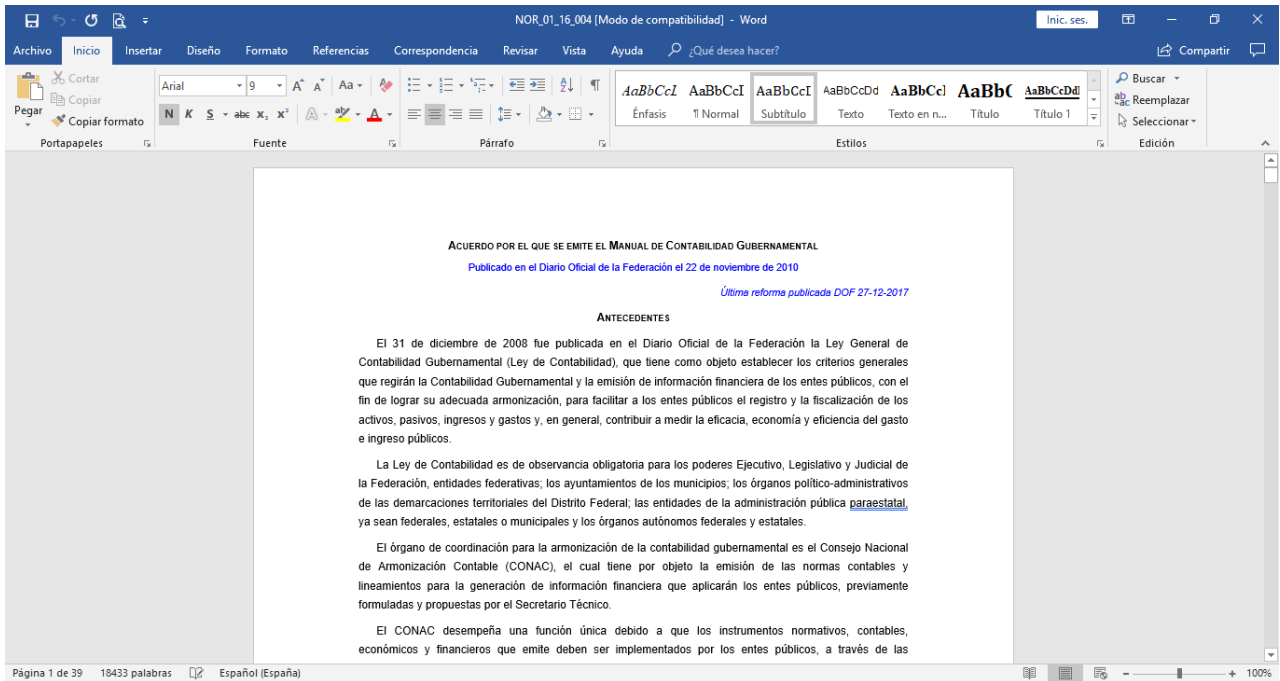 NOR_01_16_004 [Modo de compatibilidad] - Word
Inic. ses.
Archivo Inicio Insertar Diseño Formato Referencias Correspondencia Revisar Vista Ayuda ¿Qué desea hacer? Compartir
Pegar
Cortar
Copiar
Copiar formato
Portapapeles
Arial 9 A A Aa
N K S abc x₂ x² A aby A
Fuente
Párrafo
AaBbCcI AaBbCcI AaBbCcI AaBbCcDd AaBbCcl AaBb( AaBbCcDdl
Énfasis ¶ Normal Subtítulo Texto Texto en n... Título Título 1
Estilos
Buscar
Reemplazar
Seleccionar
Edición
ACUERDO POR EL QUE SE EMITE EL MANUAL DE CONTABILIDAD GUBERNAMENTAL
Publicado en el Diario Oficial de la Federación el 22 de noviembre de 2010
Última reforma publicada DOF 27-12-2017
ANTECEDENTES
El 31 de diciembre de 2008 fue publicada en el Diario Oficial de la Federación la Ley General de
Contabilidad Gubernamental (Ley de Contabilidad), que tiene como objeto establecer los criterios generales
que regirán la Contabilidad Gubernamental y la emisión de información financiera de los entes públicos, con el
fin de lograr su adecuada armonización, para facilitar a los entes públicos el registro y la fiscalización de los
activos, pasivos, ingresos y gastos y, en general, contribuir a medir la eficacia, economía y eficiencia del gasto
e ingreso públicos.
La Ley de Contabilidad es de observancia obligatoria para los poderes Ejecutivo, Legislativo y Judicial de
la Federación, entidades federativas; los ayuntamientos de los municipios; los órganos político-administrativos
de las demarcaciones territoriales del Distrito Federal; las entidades de la administración pública paraestatal,
ya sean federales, estatales o municipales y los órganos autónomos federales y estatales.
El órgano de coordinación para la armonización de la contabilidad gubernamental es el Consejo Nacional
de Armonización Contable (CONAC), el cual tiene por objeto la emisión de las normas contables y
lineamientos para la generación de información financiera que aplicarán los entes públicos, previamente
formuladas y propuestas por el Secretario Técnico.
El CONAC desempeña una función única debido a que los instrumentos normativos, contables,
económicos y financieros que emite deben ser implementados por los entes públicos, a través de las
Página 1 de 39 18433 palabras Español (España) 100%